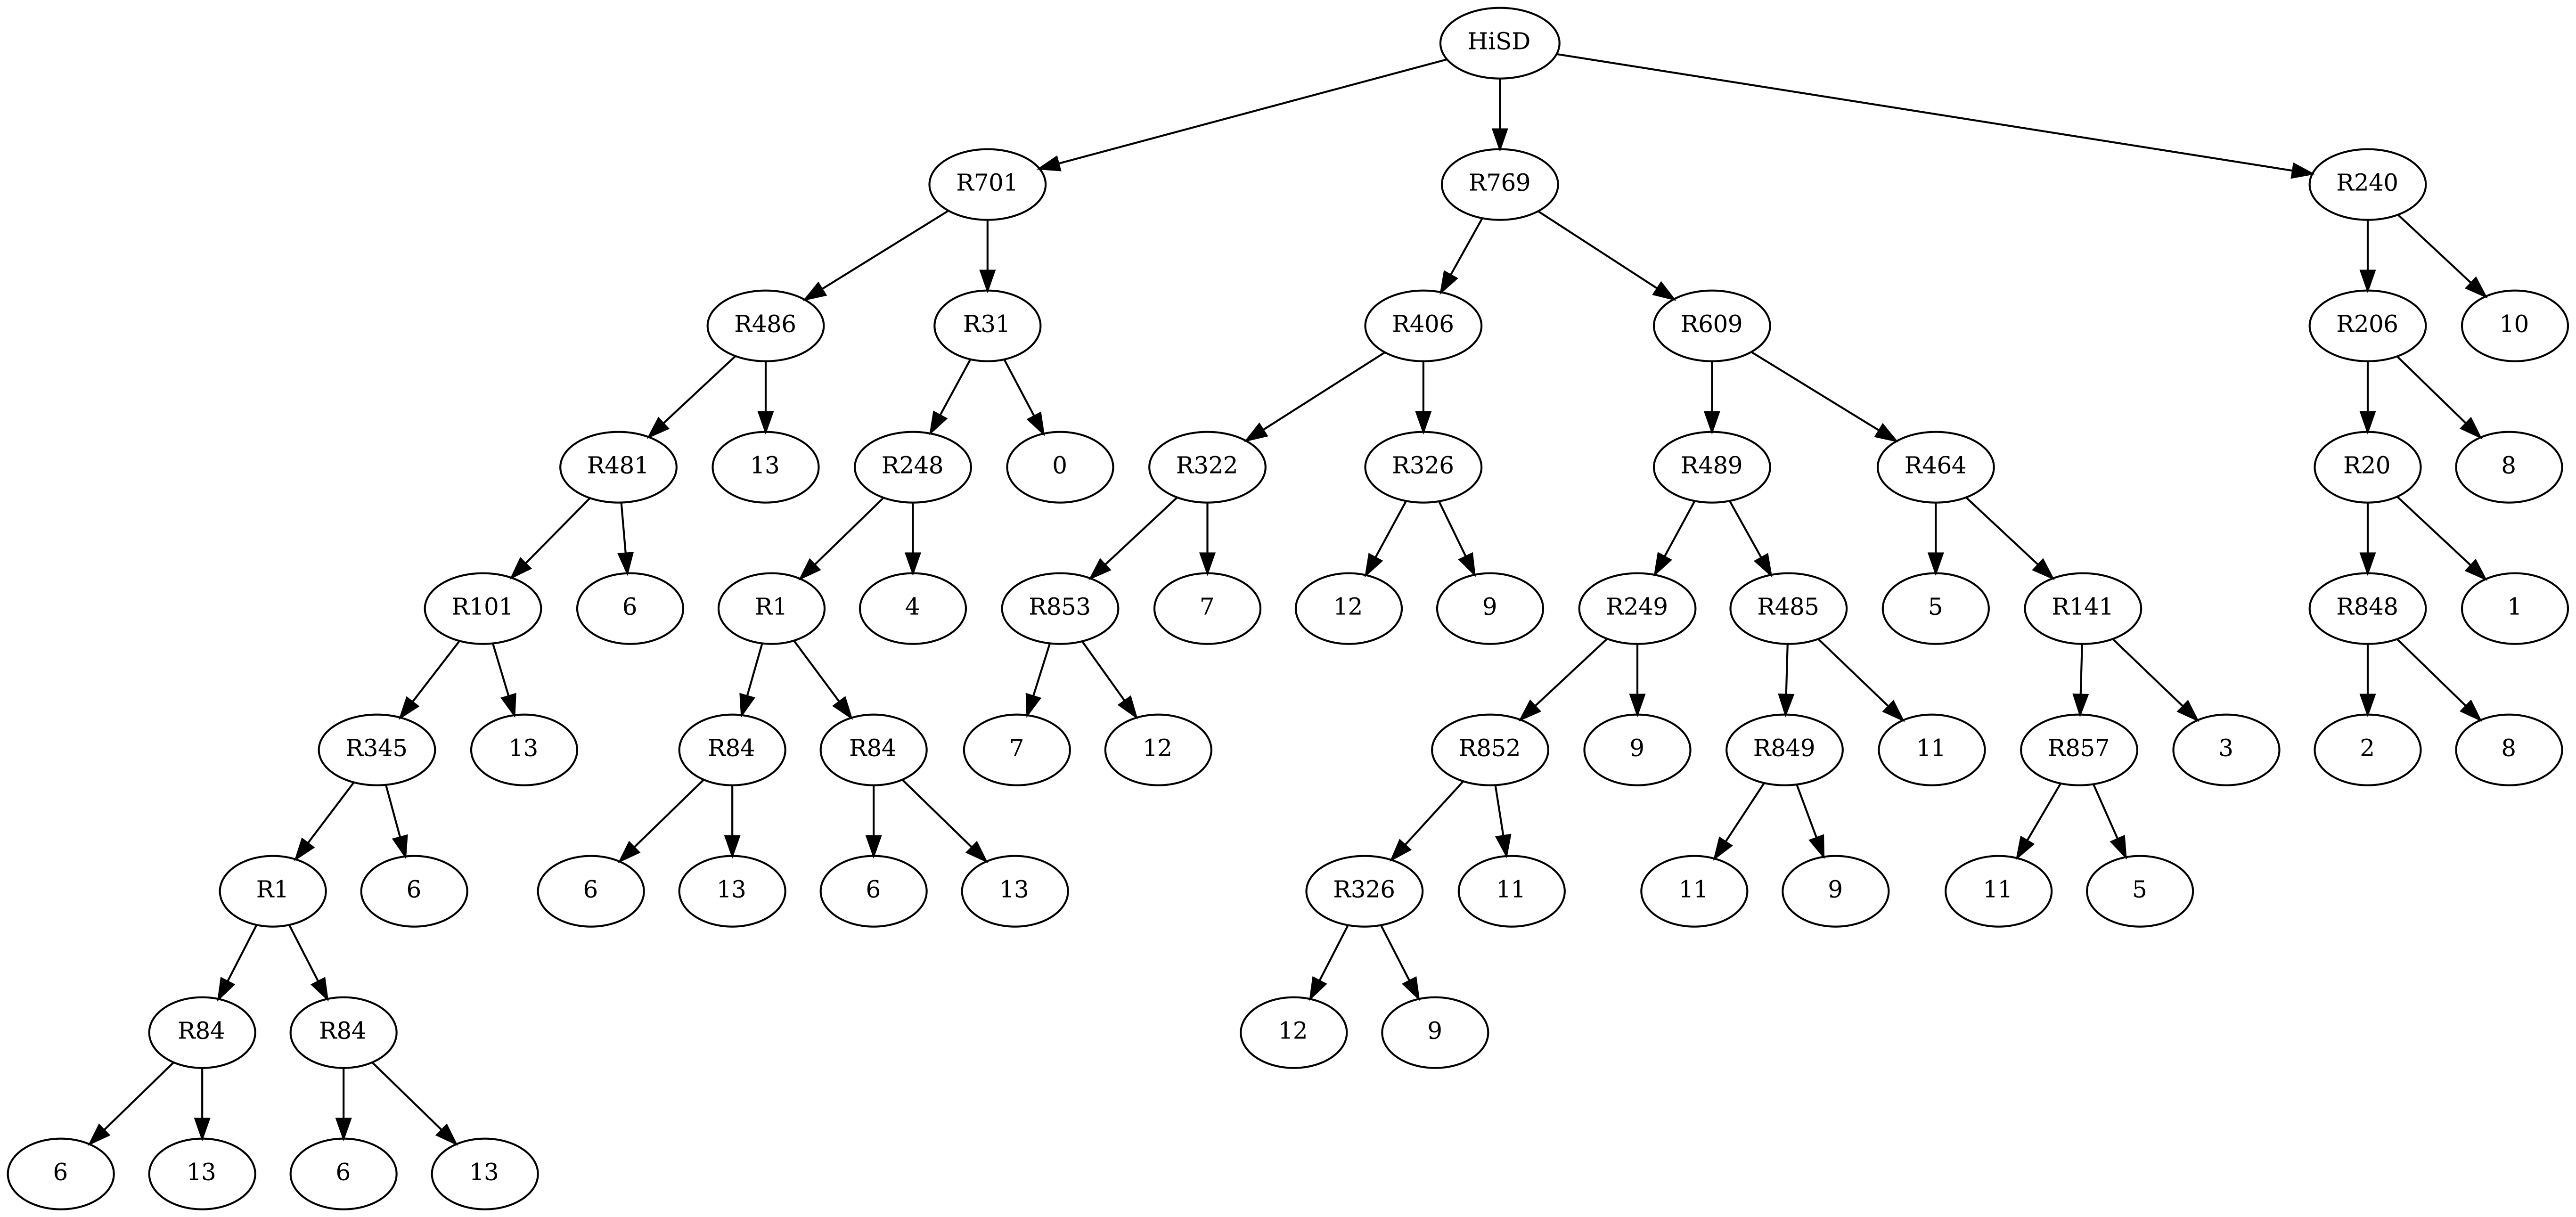 HiSD
R701 R769 R240
R486 R31 R406 R609 R206 10
R481 13 R248 0 R322 R326 R489 R464 R20 8
R101 6 R1 4 R853 7 12 9 R249 R485 5 R141 R848 1
R345 13 R84 R84 7 12 R852 9 R849 11 R857 3 2 8
R1 6 6 13 6 13 R326 11 11 9 11 5
R84 R84 12 9
6 13 6 13